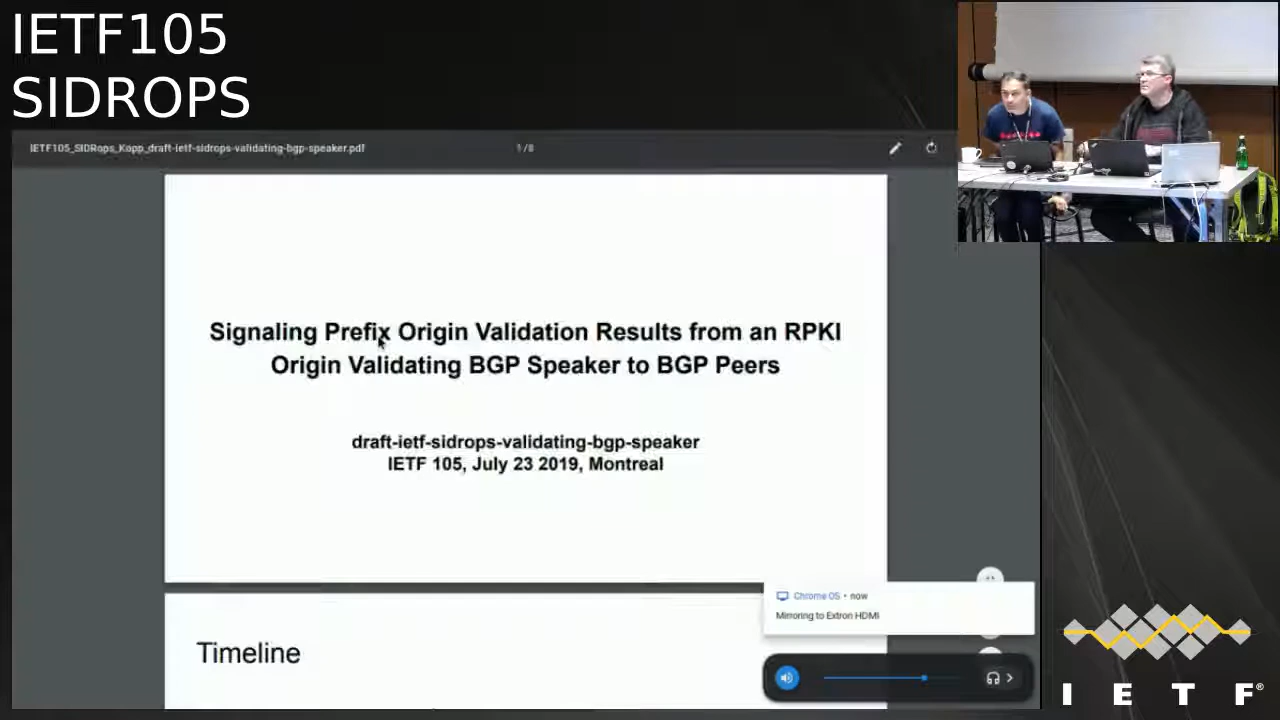 IETF105
SIDROPS
IETF105_SIDRops_Kopp_draft-ietf-sidrops-validating-bgp-speaker.pdf
1 / 8
Signaling Prefix Origin Validation Results from an RPKI
Origin Validating BGP Speaker to BGP Peers
draft-ietf-sidrops-validating-bgp-speaker
IETF 105, July 23 2019, Montreal
Timeline
Chrome OS • now
Mirroring to Extron HDMI
I E T F®